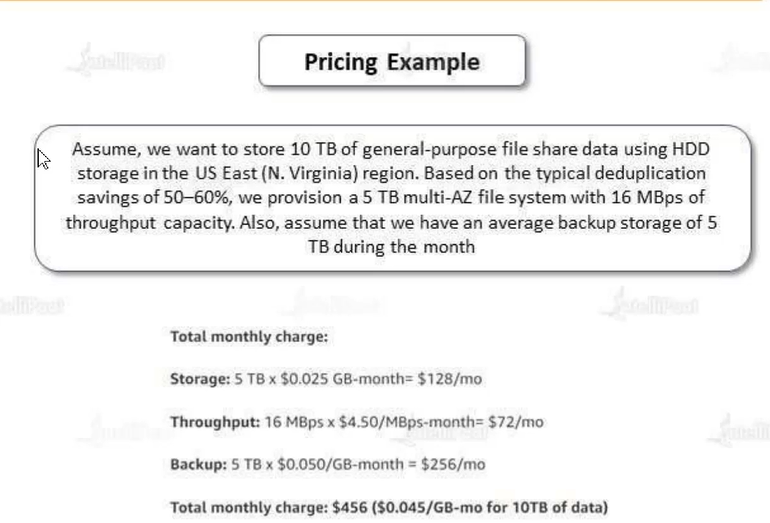 Pricing Example
Assume, we want to store 10 TB of general-purpose file share data using HDD
storage in the US East (N. Virginia) region. Based on the typical deduplication
savings of 50–60%, we provision a 5 TB multi-AZ file system with 16 MBps of
throughput capacity. Also, assume that we have an average backup storage of 5
TB during the month
Total monthly charge:
Storage: 5 TB x $0.025 GB-month= $128/mo
Throughput: 16 MBps x $4.50/MBps-month= $72/mo
Backup: 5 TB x $0.050/GB-month = $256/mo
Total monthly charge: $456 ($0.045/GB-mo for 10TB of data)